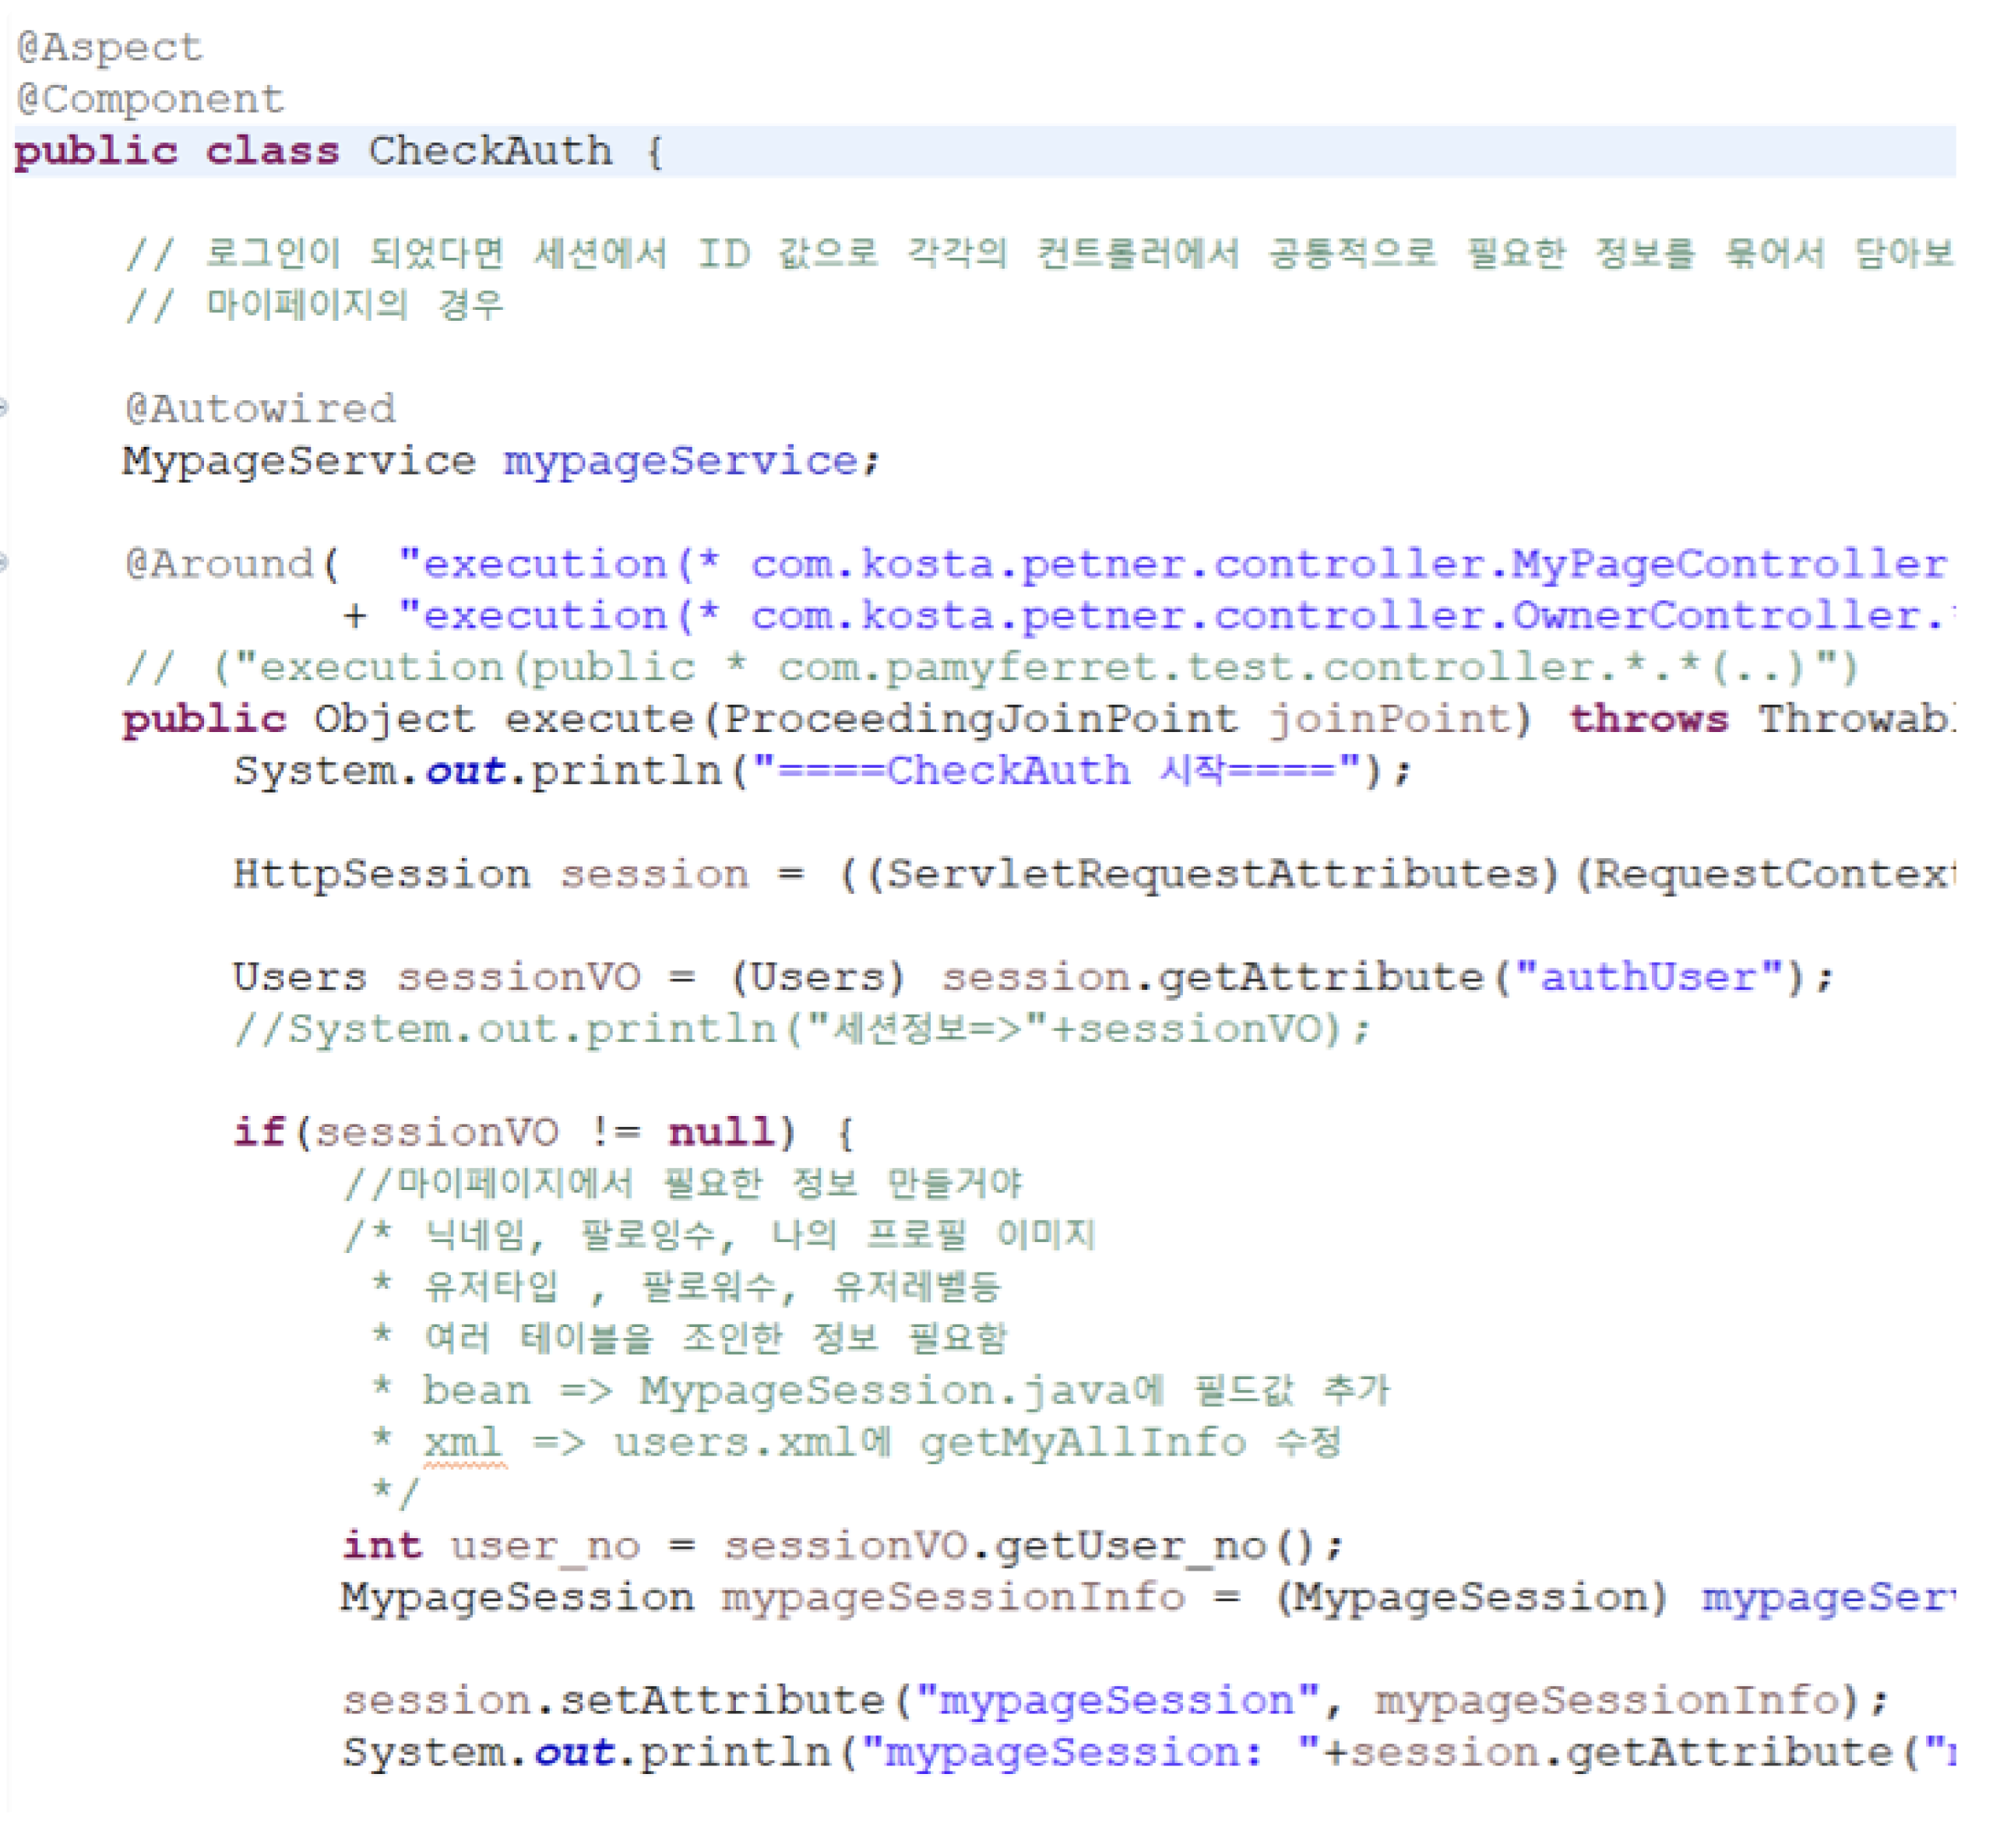 @Aspect
@Component
public class CheckAuth {
// 로그인이 되었다면 세션에서 ID 값으로 각각의 컨트롤러에서 공통적으로 필요한 정보를 묶어서 담아보
// 마이페이지의 경우
@Autowired
MypageService mypageService;
@Around(  "execution(* com.kosta.petner.controller.MyPageController
+ "execution(* com.kosta.petner.controller.OwnerController.
// ("execution(public * com.pamyferret.test.controller.*.*(..)")
public Object execute(ProceedingJoinPoint joinPoint) throws Throwab
System.out.println("====CheckAuth 시작====");
HttpSession session = ((ServletRequestAttributes)(RequestContex
Users sessionVO = (Users) session.getAttribute("authUser");
//System.out.println("세션정보=>"+sessionVO);
if(sessionVO != null) {
//마이페이지에서 필요한 정보 만들거야
/* 닉네임, 팔로잉수, 나의 프로필 이미지
* 유저타입 , 팔로워수, 유저레벨등
* 여러 테이블을 조인한 정보 필요함
* bean => MypageSession.java에 필드값 추가
* xml => users.xml에 getMyAllInfo 수정
*/
int user_no = sessionVO.getUser_no();
MypageSession mypageSessionInfo = (MypageSession) mypageSer
session.setAttribute("mypageSession", mypageSessionInfo);
System.out.println("mypageSession: "+session.getAttribute("